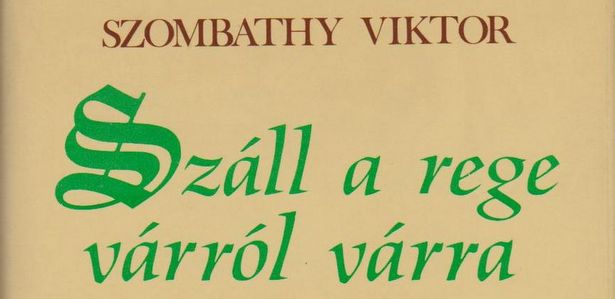 SZOMBATHY VIKTOR
Száll a rege
várról várra